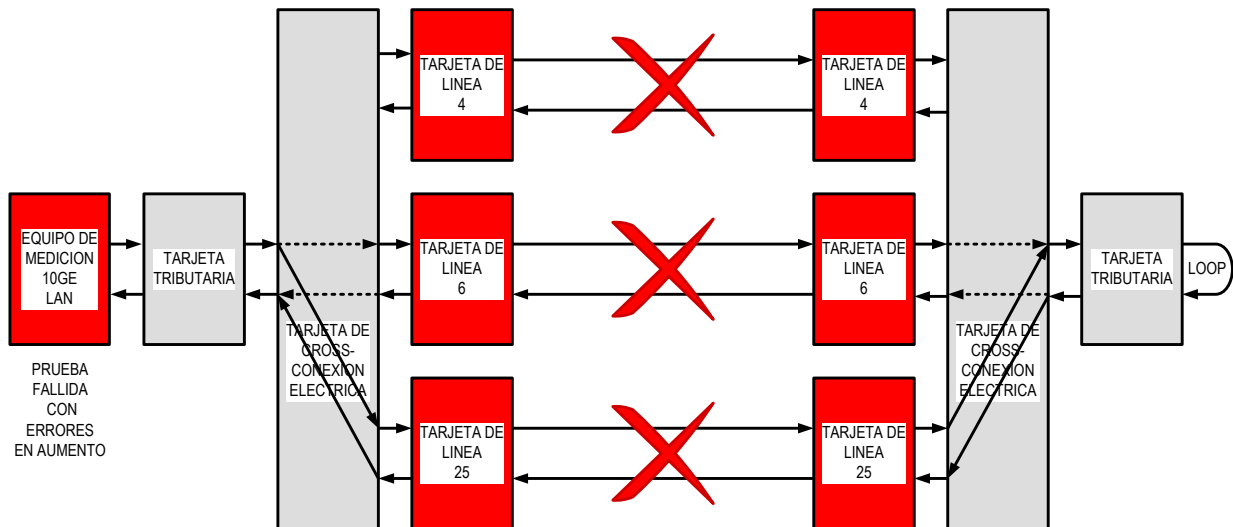 TARJETA DE
LINEA
4
TARJETA DE
LINEA
4
EQUIPO DE
MEDICION
10GE
LAN
TARJETA
TRIBUTARIA
TARJETA DE
LINEA
6
TARJETA DE
LINEA
6
TARJETA
TRIBUTARIA
LOOP
TARJETA DE
CROSS-
CONEXION
ELECTRICA
TARJETA DE
CROSS-
CONEXION
ELECTRICA
PRUEBA
FALLIDA
CON
ERRORES
EN AUMENTO
TARJETA DE
LINEA
25
TARJETA DE
LINEA
25